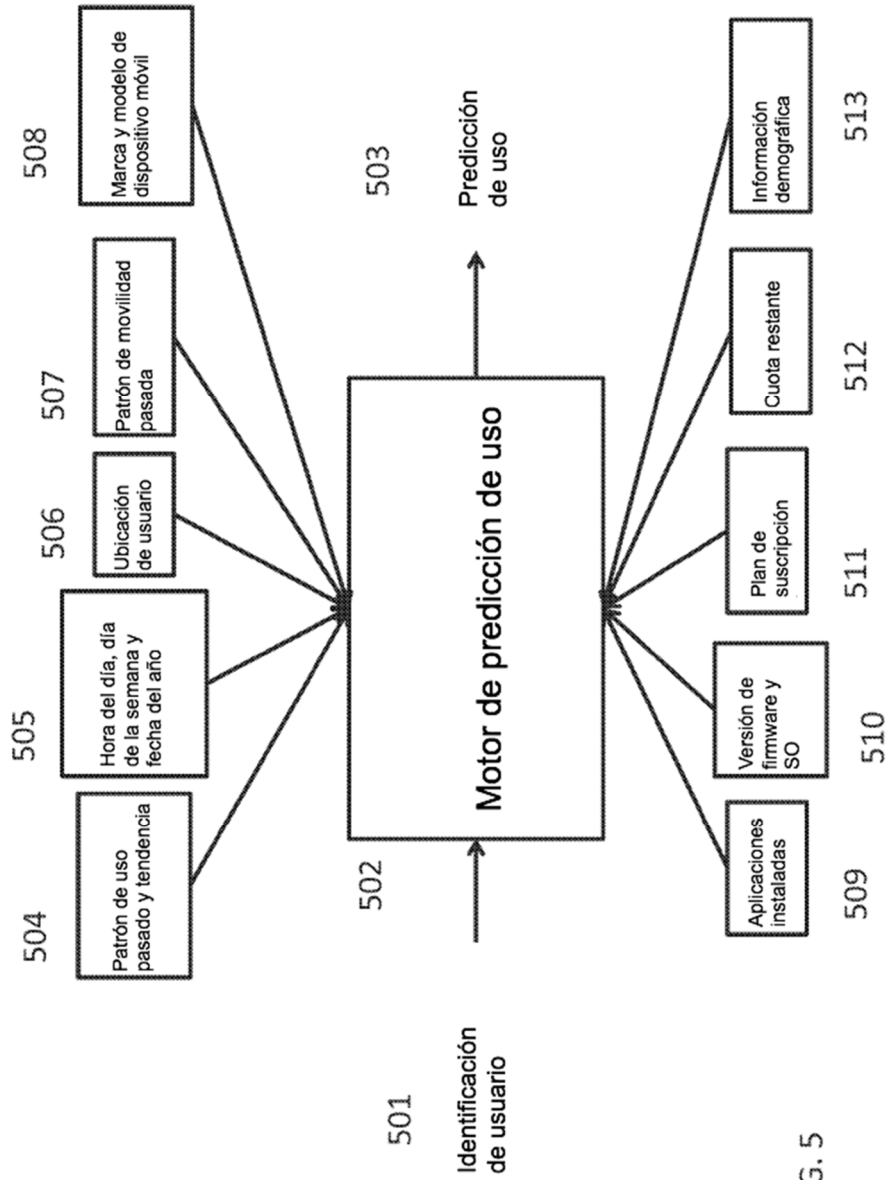 504
505
506
507
508
Patrón de uso
pasado y tendencia
Hora del día, día
de la semana y
fecha del año
Ubicación
de usuario
Patrón de movilidad
pasada
Marca y modelo de
dispositivo móvil
501
Identificación
de usuario
502
Motor de predicción de uso
503
Predicción
de uso
Aplicaciones
instaladas
Versión de
firmware y
SO
Plan de
suscripción
Cuota restante
Información
demográfica
509
510
511
512
513
G. 5